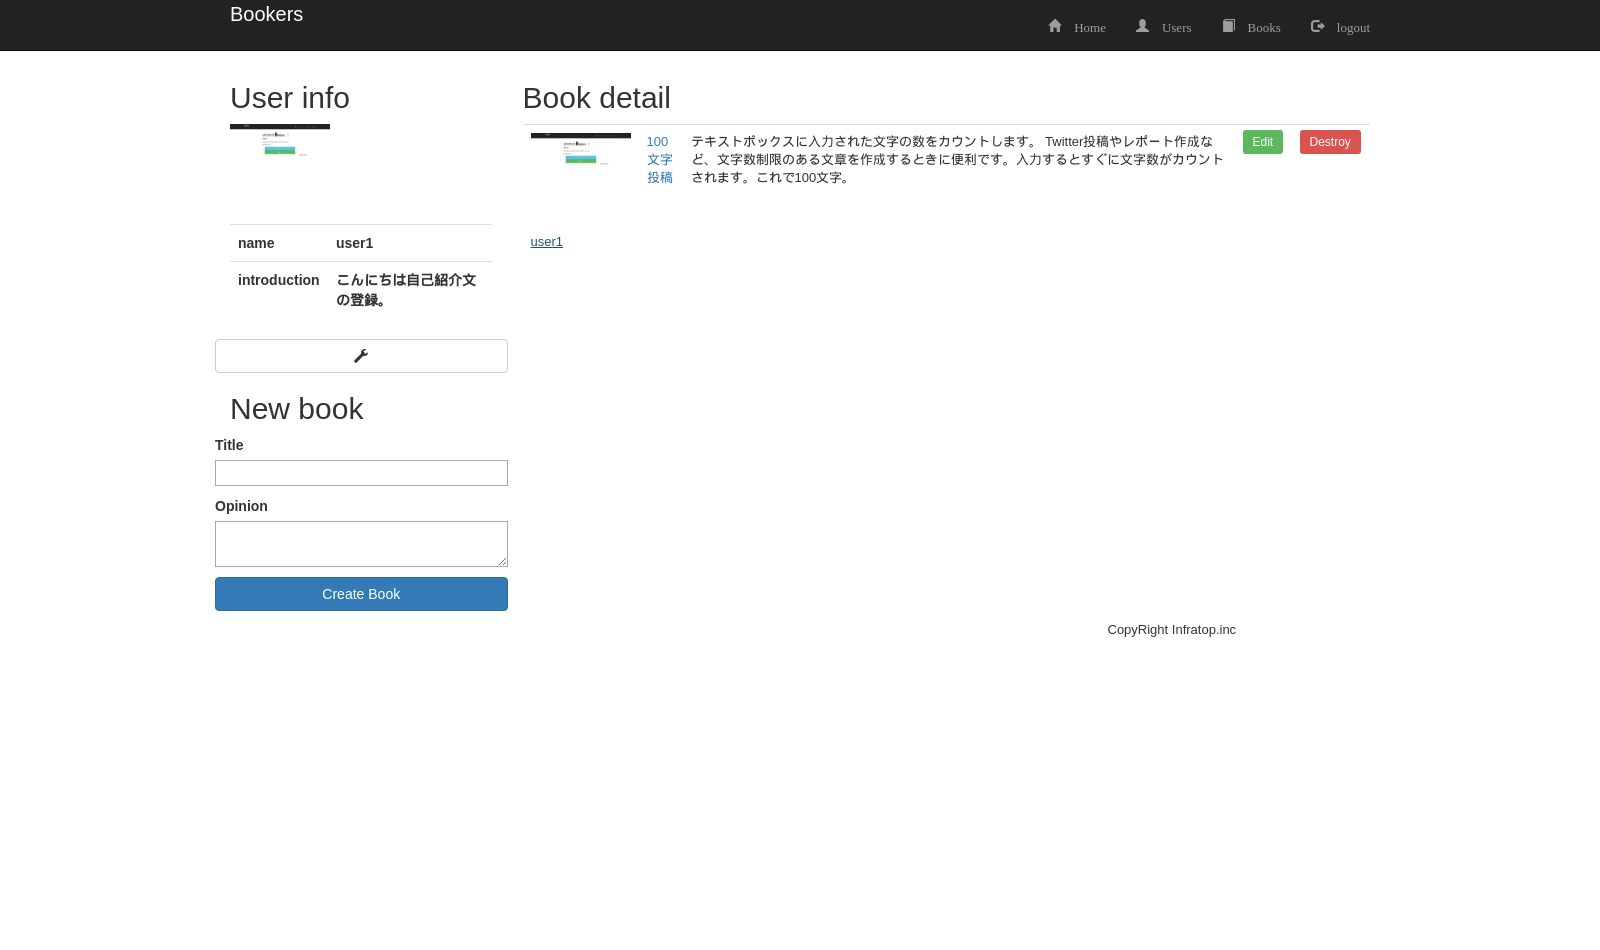 Bookers
Home Users Books logout
User info
name user1
introduction こんにちは自己紹介文
の登録。
New book
Title
Opinion
Create Book
Book detail
100
文字
投稿
テキストボックスに入力された文字の数をカウントします。 Twitter投稿やレポート作成な
ど、文字数制限のある文章を作成するときに便利です。入力するとすぐに文字数がカウント
されます。これで100文字。
Edit Destroy
user1
CopyRight Infratop.inc